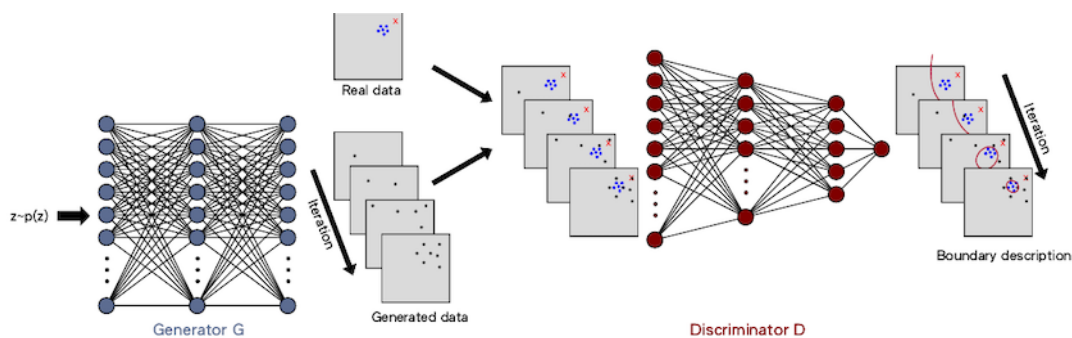 z~p(z)
Generator G
Iteration
Real data
x
Generated data
x
x
x
x
Discriminator D
x
x
x
x
Iteration
Boundary description